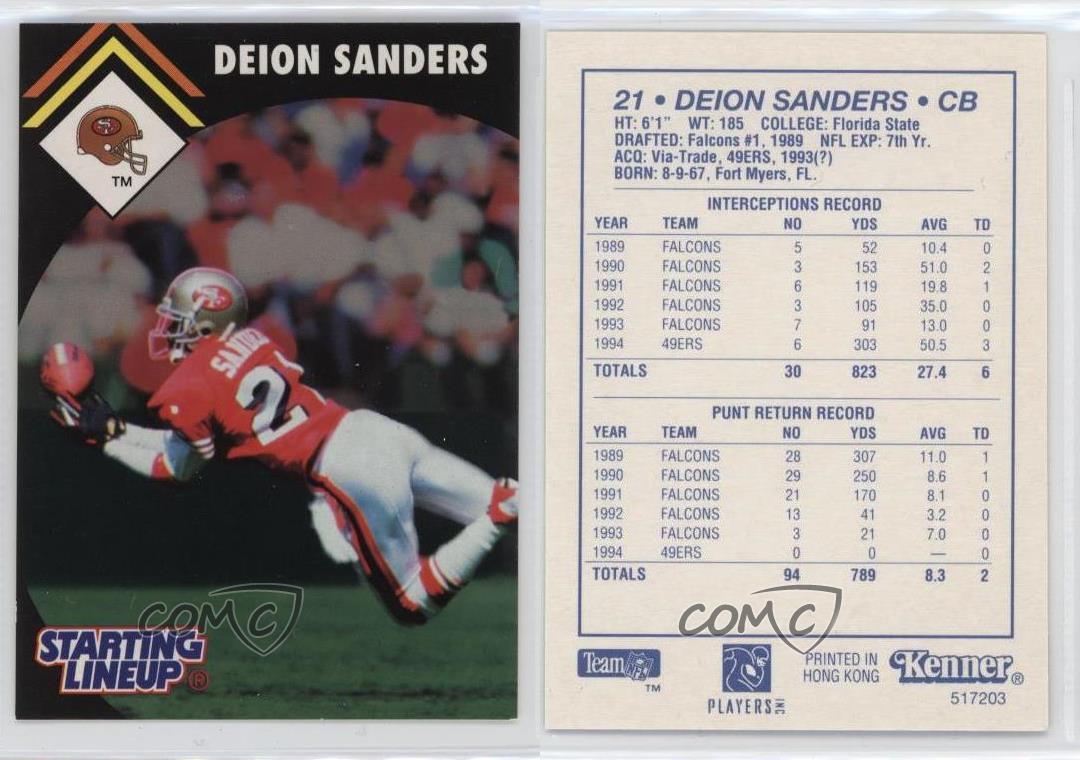 DEION SANDERS
TM
SANDERS
2
COMC
STARTING
LINEUP®
21 • DEION SANDERS • CB
HT: 6'1" WT: 185 COLLEGE: Florida State
DRAFTED: Falcons #1, 1989 NFL EXP: 7th Yr.
ACQ: Via-Trade, 49ERS, 1993(?)
BORN: 8-9-67, Fort Myers, FL.
INTERCEPTIONS RECORD
YEAR TEAM NO YDS AVG TD
1989 FALCONS 5 52 10.4 0
1990 FALCONS 3 153 51.0 2
1991 FALCONS 6 119 19.8 1
1992 FALCONS 3 105 35.0 0
1993 FALCONS 7 91 13.0 0
1994 49ERS 6 303 50.5 3
TOTALS 30 823 27.4 6
PUNT RETURN RECORD
YEAR TEAM NO YDS AVG TD
1989 FALCONS 28 307 11.0 1
1990 FALCONS 29 250 8.6 1
1991 FALCONS 21 170 8.1 0
1992 FALCONS 13 41 3.2 0
1993 FALCONS 3 21 7.0 0
1994 49ERS 0 0 — 0
TOTALS 94 789 8.3 2
COMC
Team NFL TM
PLAYERS INC
PRINTED IN
HONG KONG
Kenner®
517203